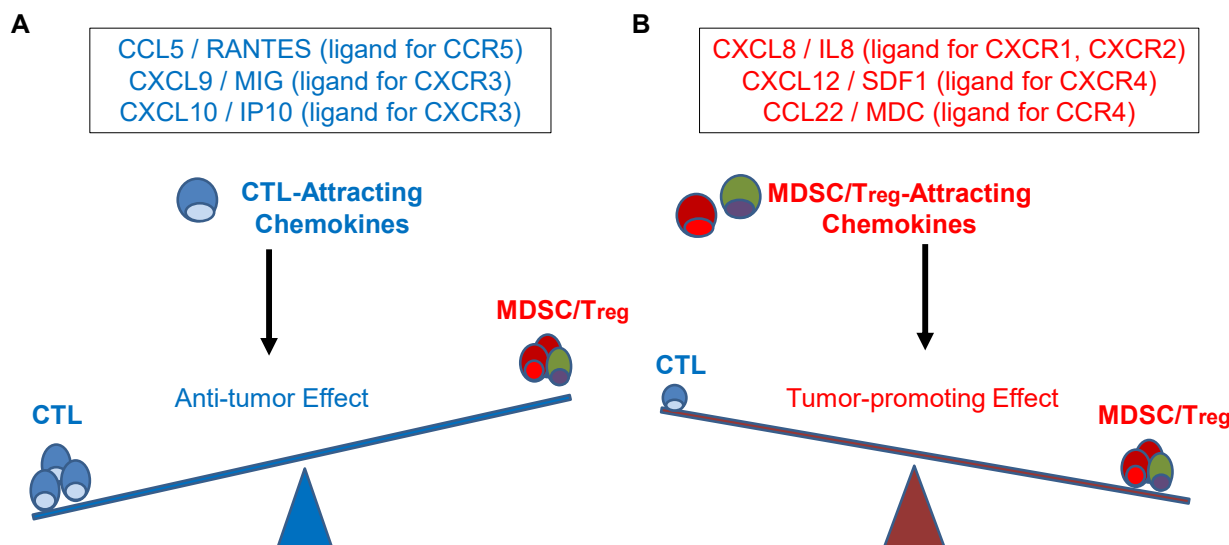 A
CCL5 / RANTES (ligand for CCR5)
CXCL9 / MIG (ligand for CXCR3)
CXCL10 / IP10 (ligand for CXCR3)
CTL-Attracting
Chemokines
MDSC/Treg
Anti-tumor Effect
CTL
B
CXCL8 / IL8 (ligand for CXCR1, CXCR2)
CXCL12 / SDF1 (ligand for CXCR4)
CCL22 / MDC (ligand for CCR4)
MDSC/Treg-Attracting
Chemokines
CTL
Tumor-promoting Effect
MDSC/Treg